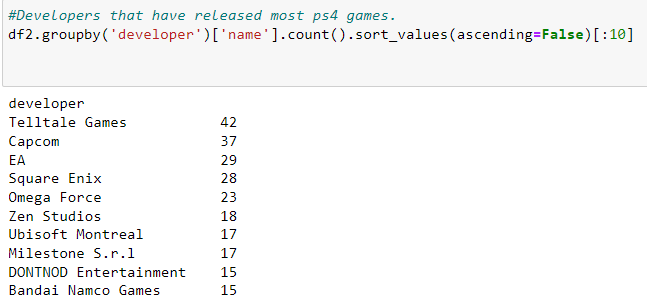 #Developers that have released most ps4 games.
df2.groupby('developer')['name'].count().sort_values(ascending=False)[:10]
developer
Telltale Games 42
Capcom 37
EA 29
Square Enix 28
Omega Force 23
Zen Studios 18
Ubisoft Montreal 17
Milestone S.r.l 17
DONTNOD Entertainment 15
Bandai Namco Games 15